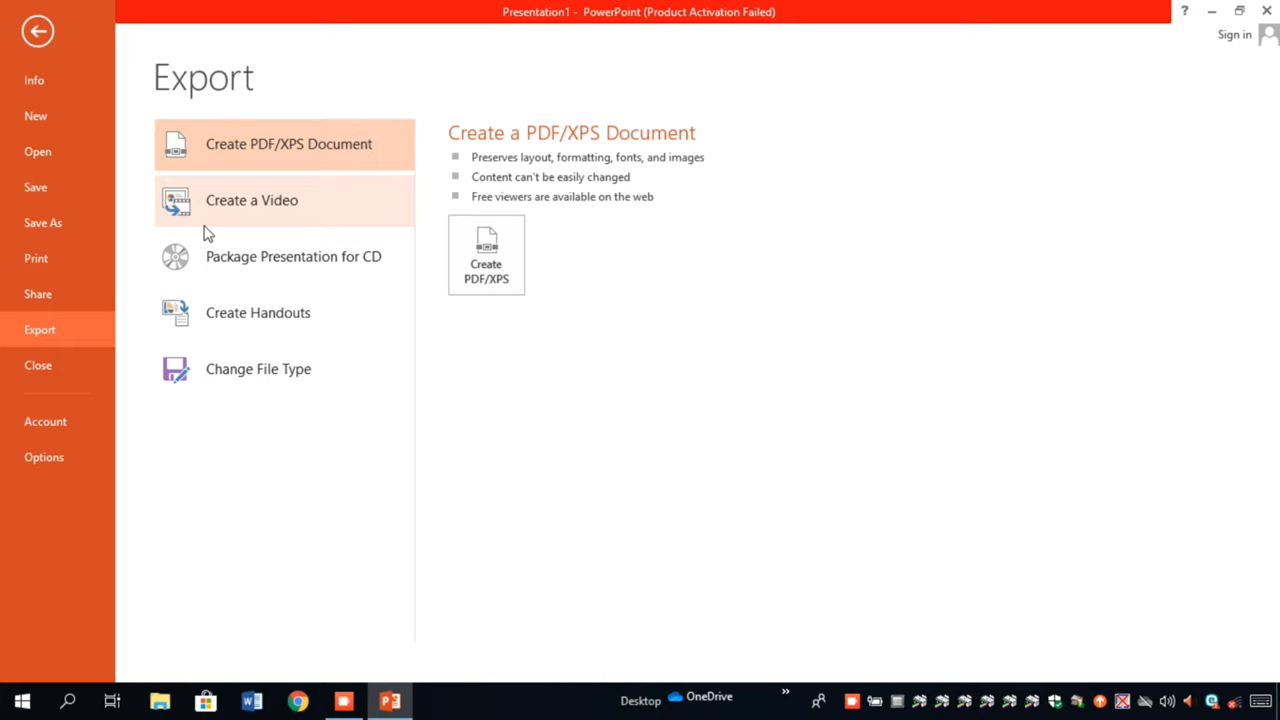 Presentation1 - PowerPoint (Product Activation Failed)
?
Sign in
Info
New
Open
Save
Save As
Print
Share
Export
Close
Account
Options
Export
Create PDF/XPS Document
Create a Video
Package Presentation for CD
Create Handouts
Change File Type
Create a PDF/XPS Document
Preserves layout, formatting, fonts, and images
Content can't be easily changed
Free viewers are available on the web
Create
PDF/XPS
Desktop
OneDrive